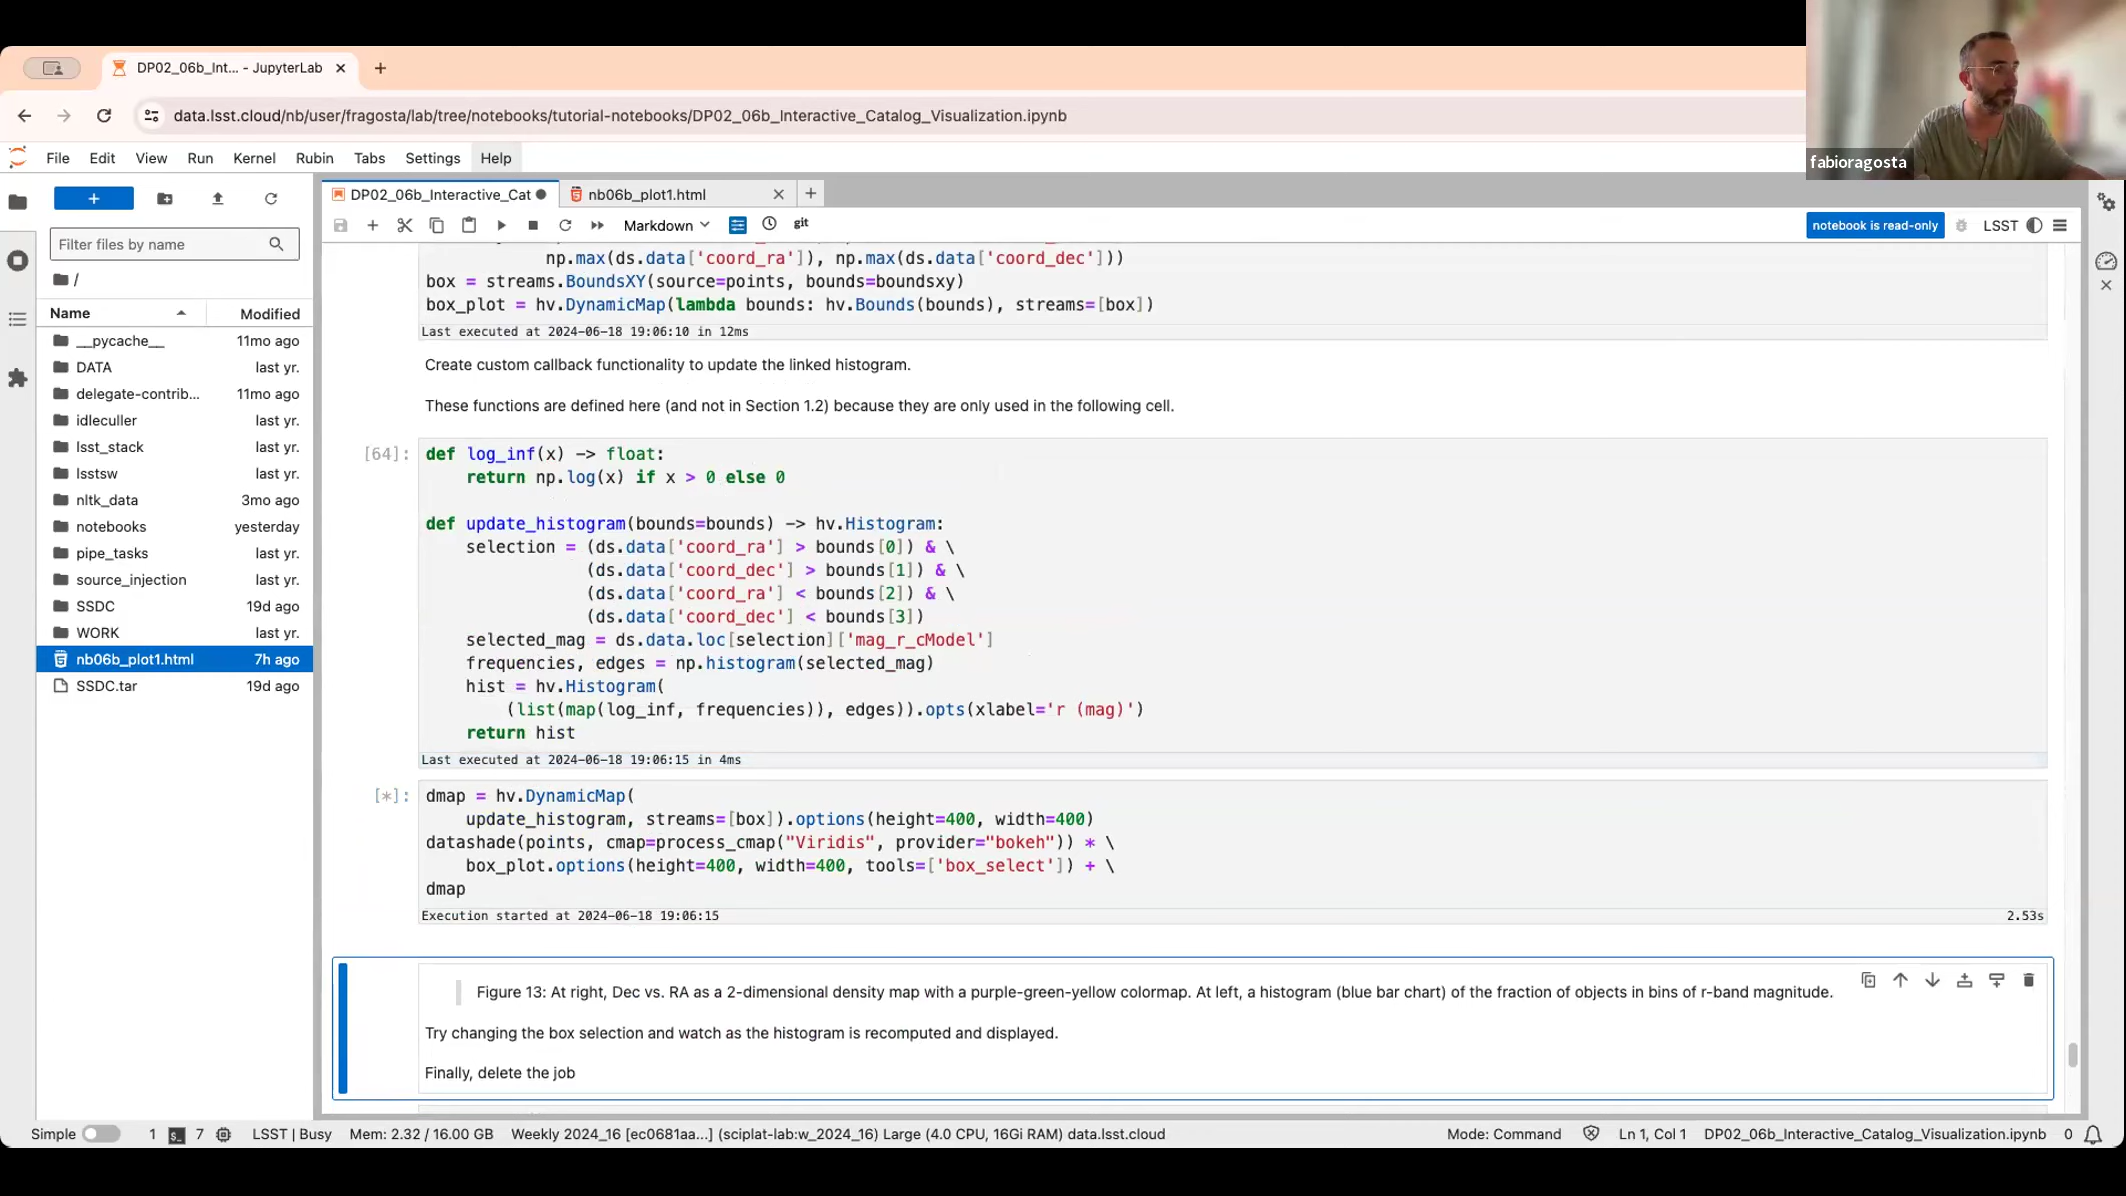 DP02_06b_Int... - JupyterLab
data.lsst.cloud/nb/user/fragosta/lab/tree/notebooks/tutorial-notebooks/DP02_06b_Interactive_Catalog_Visualization.ipynb
fabioragosta
File Edit View Run Kernel Rubin Tabs Settings Help
DP02_06b_Interactive_Cat
nb06b_plot1.html
Markdown
git
notebook is read-only
LSST
Filter files by name
/
Name Modified
__pycache__ 11mo ago
DATA last yr.
delegate-contrib... 11mo ago
idleculler last yr.
lsst_stack last yr.
lsstsw last yr.
nltk_data 3mo ago
notebooks yesterday
pipe_tasks last yr.
source_injection last yr.
SSDC 19d ago
WORK last yr.
nb06b_plot1.html 7h ago
SSDC.tar 19d ago
np.max(ds.data['coord_ra']), np.max(ds.data['coord_dec']))
box = streams.BoundsXY(source=points, bounds=boundsxy)
box_plot = hv.DynamicMap(lambda bounds: hv.Bounds(bounds), streams=[box])
Last executed at 2024-06-18 19:06:10 in 12ms
Create custom callback functionality to update the linked histogram.
These functions are defined here (and not in Section 1.2) because they are only used in the following cell.
[64]:
def log_inf(x) -> float:
return np.log(x) if x > 0 else 0
def update_histogram(bounds=bounds) -> hv.Histogram:
selection = (ds.data['coord_ra'] > bounds[0]) & \
(ds.data['coord_dec'] > bounds[1]) & \
(ds.data['coord_ra'] < bounds[2]) & \
(ds.data['coord_dec'] < bounds[3])
selected_mag = ds.data.loc[selection]['mag_r_cModel']
frequencies, edges = np.histogram(selected_mag)
hist = hv.Histogram(
(list(map(log_inf, frequencies)), edges)).opts(xlabel='r (mag)')
return hist
Last executed at 2024-06-18 19:06:15 in 4ms
[*]:
dmap = hv.DynamicMap(
update_histogram, streams=[box]).options(height=400, width=400)
datashade(points, cmap=process_cmap("Viridis", provider="bokeh")) * \
box_plot.options(height=400, width=400, tools=['box_select']) + \
dmap
Execution started at 2024-06-18 19:06:15
2.53s
Figure 13: At right, Dec vs. RA as a 2-dimensional density map with a purple-green-yellow colormap. At left, a histogram (blue bar chart) of the fraction of objects in bins of r-band magnitude.
Try changing the box selection and watch as the histogram is recomputed and displayed.
Finally, delete the job
Simple 1 7 LSST | Busy Mem: 2.32 / 16.00 GB Weekly 2024_16 [ec0681aa...] (sciplat-lab:w_2024_16) Large (4.0 CPU, 16Gi RAM) data.lsst.cloud Mode: Command Ln 1, Col 1 DP02_06b_Interactive_Catalog_Visualization.ipynb 0